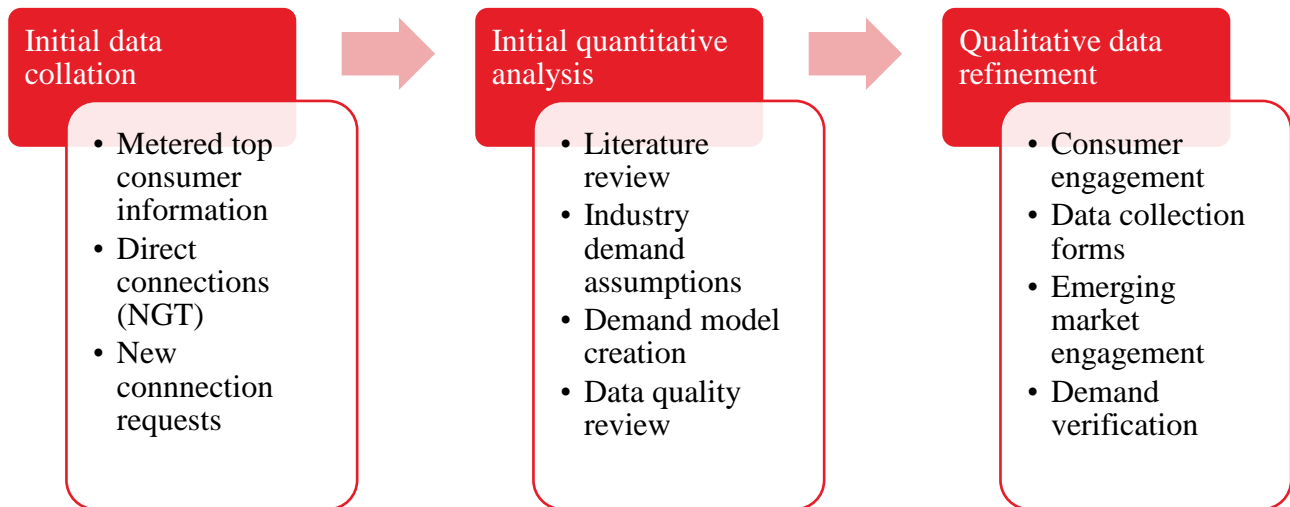 Initial data
collation
• Metered top
consumer
information
• Direct
connections
(NGT)
• New
connnection
requests
Initial quantitative
analysis
• Literature
review
• Industry
demand
assumptions
• Demand model
creation
• Data quality
review
Qualitative data
refinement
• Consumer
engagement
• Data collection
forms
• Emerging
market
engagement
• Demand
verification